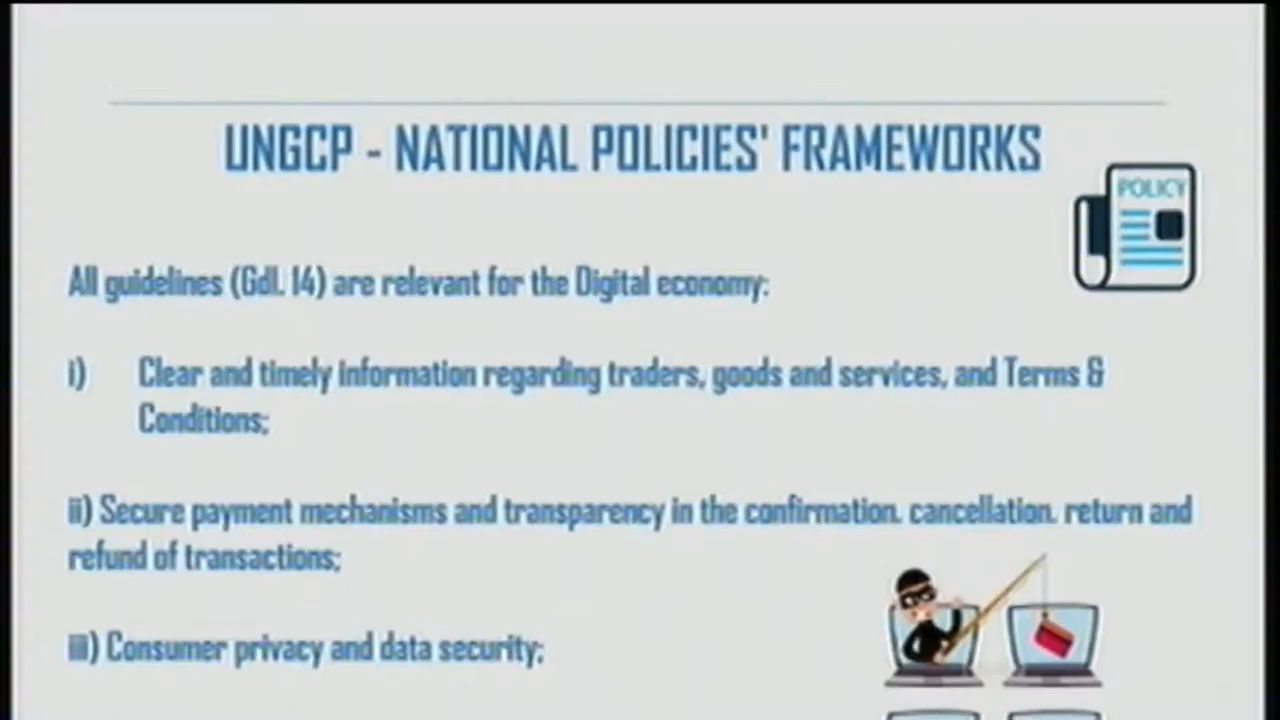 UNGCP - NATIONAL POLICIES' FRAMEWORKS
POLICY
All guidelines (Gdl. 14) are relevant for the Digital economy:
i) Clear and timely information regarding traders, goods and services, and Terms &
Conditions;
ii) Secure payment mechanisms and transparency in the confirmation, cancellation, return and
refund of transactions;
iii) Consumer privacy and data security;